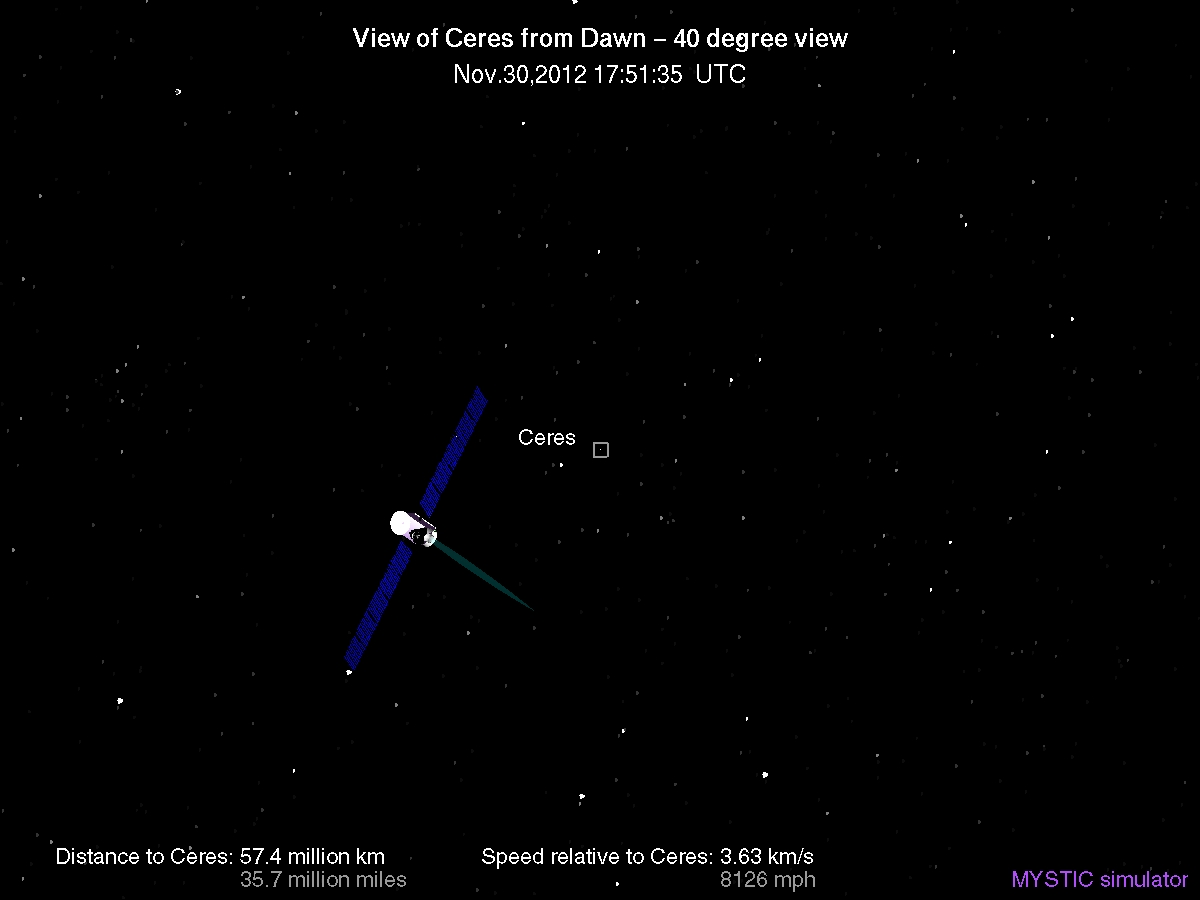 View of Ceres from Dawn – 40 degree view
Nov.30,2012 17:51:35 UTC
Ceres
Distance to Ceres: 57.4 million km
35.7 million miles
Speed relative to Ceres: 3.63 km/s
8126 mph
MYSTIC simulator